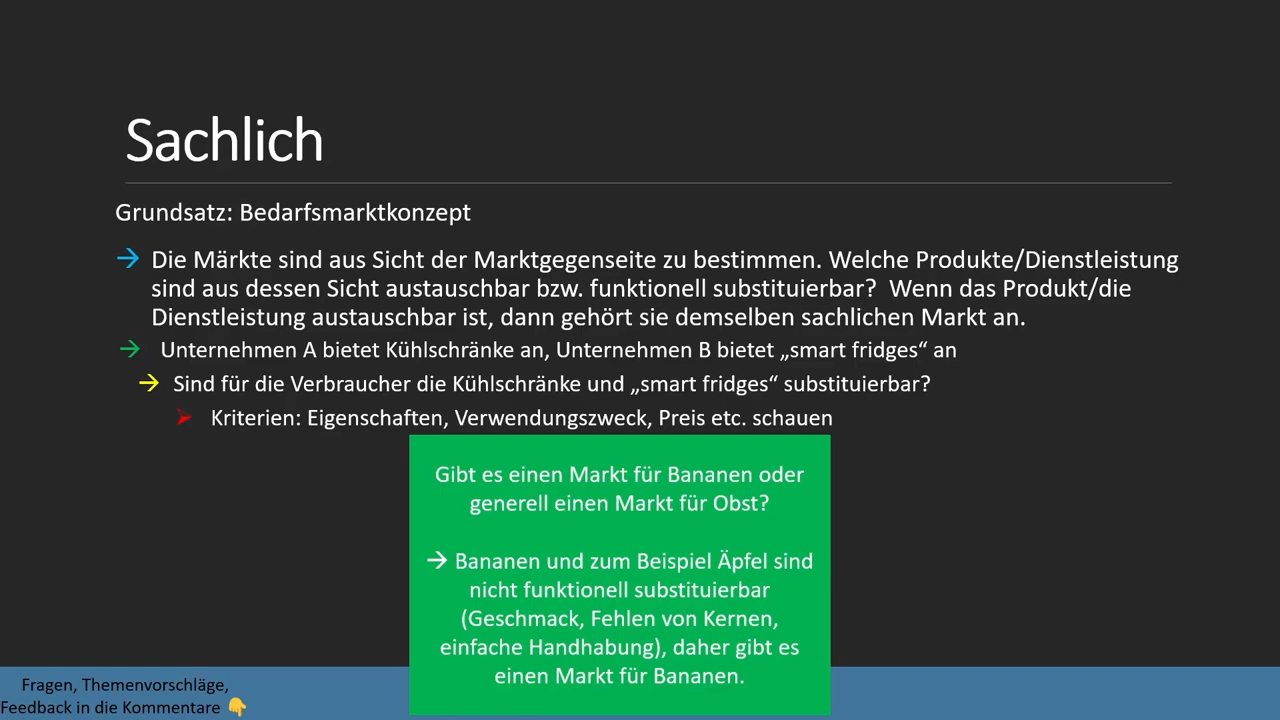 Sachlich
Grundsatz: Bedarfsmarktkonzept
→ Die Märkte sind aus Sicht der Marktgegenseite zu bestimmen. Welche Produkte/Dienstleistung
sind aus dessen Sicht austauschbar bzw. funktionell substituierbar? Wenn das Produkt/die
Dienstleistung austauschbar ist, dann gehört sie demselben sachlichen Markt an.
→ Unternehmen A bietet Kühlschränke an, Unternehmen B bietet „smart fridges“ an
→ Sind für die Verbraucher die Kühlschränke und „smart fridges“ substituierbar?
➤ Kriterien: Eigenschaften, Verwendungszweck, Preis etc. schauen
Gibt es einen Markt für Bananen oder
generell einen Markt für Obst?
→ Bananen und zum Beispiel Äpfel sind
nicht funktionell substituierbar
(Geschmack, Fehlen von Kernen,
einfache Handhabung), daher gibt es
einen Markt für Bananen.
Fragen, Themenvorschläge,
Feedback in die Kommentare 👇